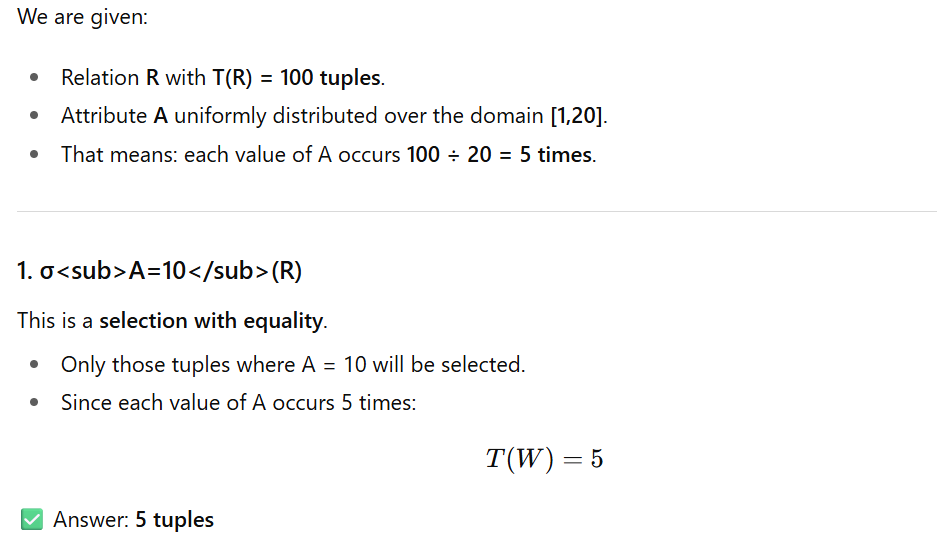 We are given:
Relation R with T(R) = 100 tuples.
Attribute A uniformly distributed over the domain [1,20].
That means: each value of A occurs 100 ÷ 20 = 5 times.
1. σ<sub>A=10</sub>(R)
This is a selection with equality.
Only those tuples where A = 10 will be selected.
Since each value of A occurs 5 times:
T(W) = 5
✅ Answer: 5 tuples